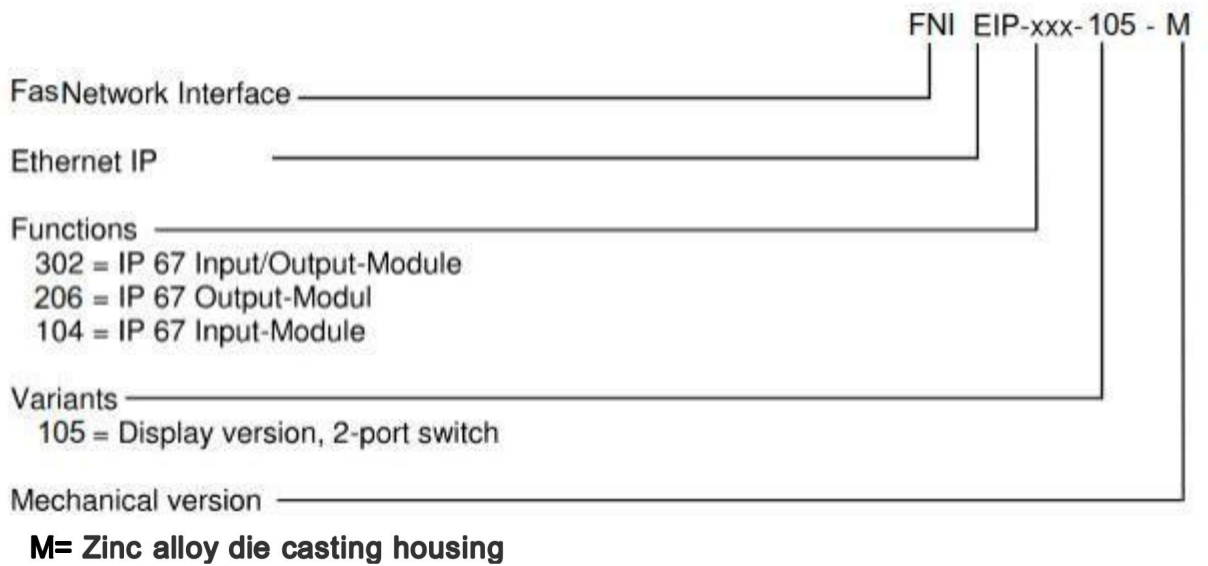 FNI EIP-xxx-105 - M
FasNetwork Interface
Ethernet IP
Functions
302 = IP 67 Input/Output-Module
206 = IP 67 Output-Modul
104 = IP 67 Input-Module
Variants
105 = Display version, 2-port switch
Mechanical version
M= Zinc alloy die casting housing